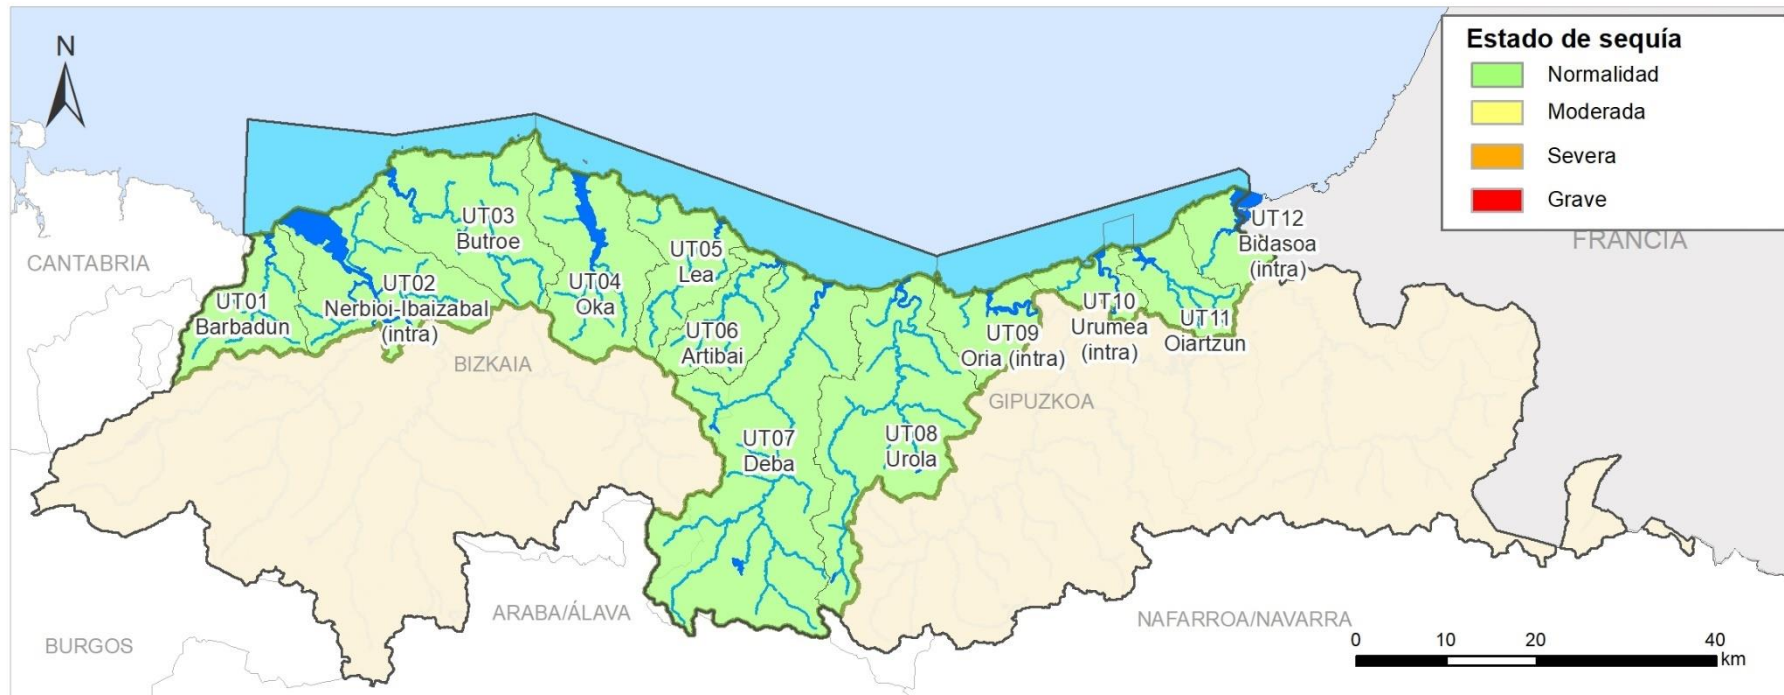 N
Estado de sequía
Normalidad
Moderada
Severa
Grave
FRANCIA
CANTABRIA
UT01
Barbadun
UT02
Nerbioi-Ibaizabal
(intra)
UT03
Butroe
UT04
Oka
UT05
Lea
UT06
Artibai
UT07
Deba
UT08
Urola
UT09
Oria (intra)
UT10
Urumea
(intra)
UT11
Oiartzun
UT12
Bidasoa
(intra)
BIZKAIA
GIPUZKOA
ARABA/ÁLAVA
BURGOS
NAFARROA/NAVARRA
0 10 20 40
km